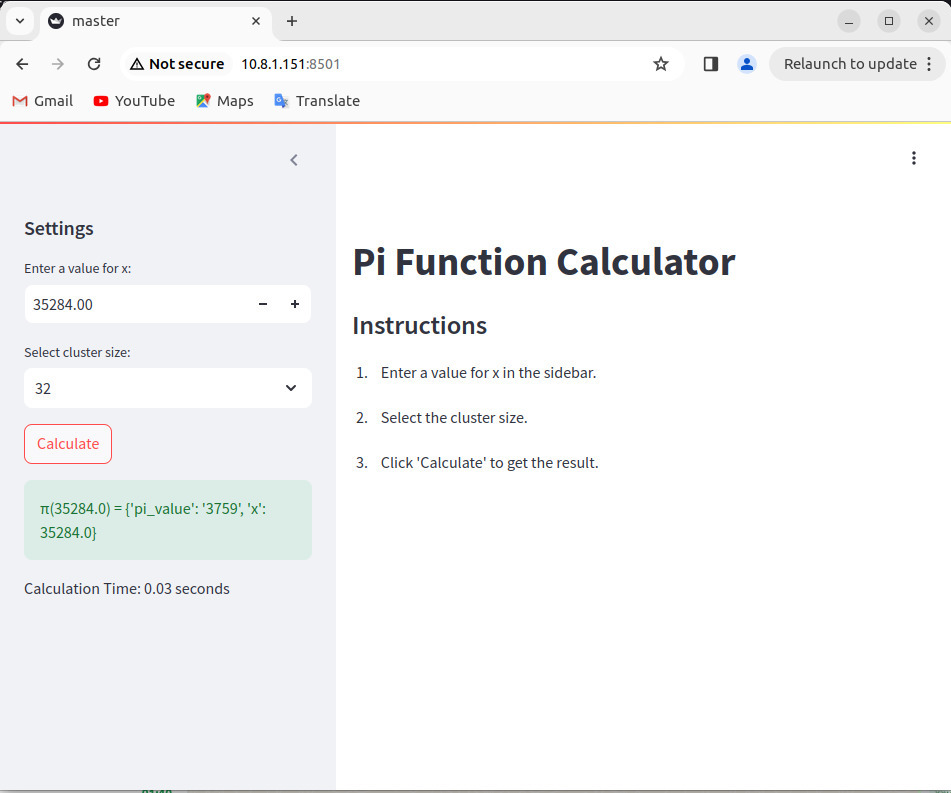 master
Not secure 10.8.1.151:8501
Relaunch to update
Gmail YouTube Maps Translate
Settings
Enter a value for x:
35284.00
Select cluster size:
32
Calculate
π(35284.0) = {'pi_value': '3759', 'x':
35284.0}
Calculation Time: 0.03 seconds
Pi Function Calculator
Instructions
1. Enter a value for x in the sidebar.
2. Select the cluster size.
3. Click 'Calculate' to get the result.